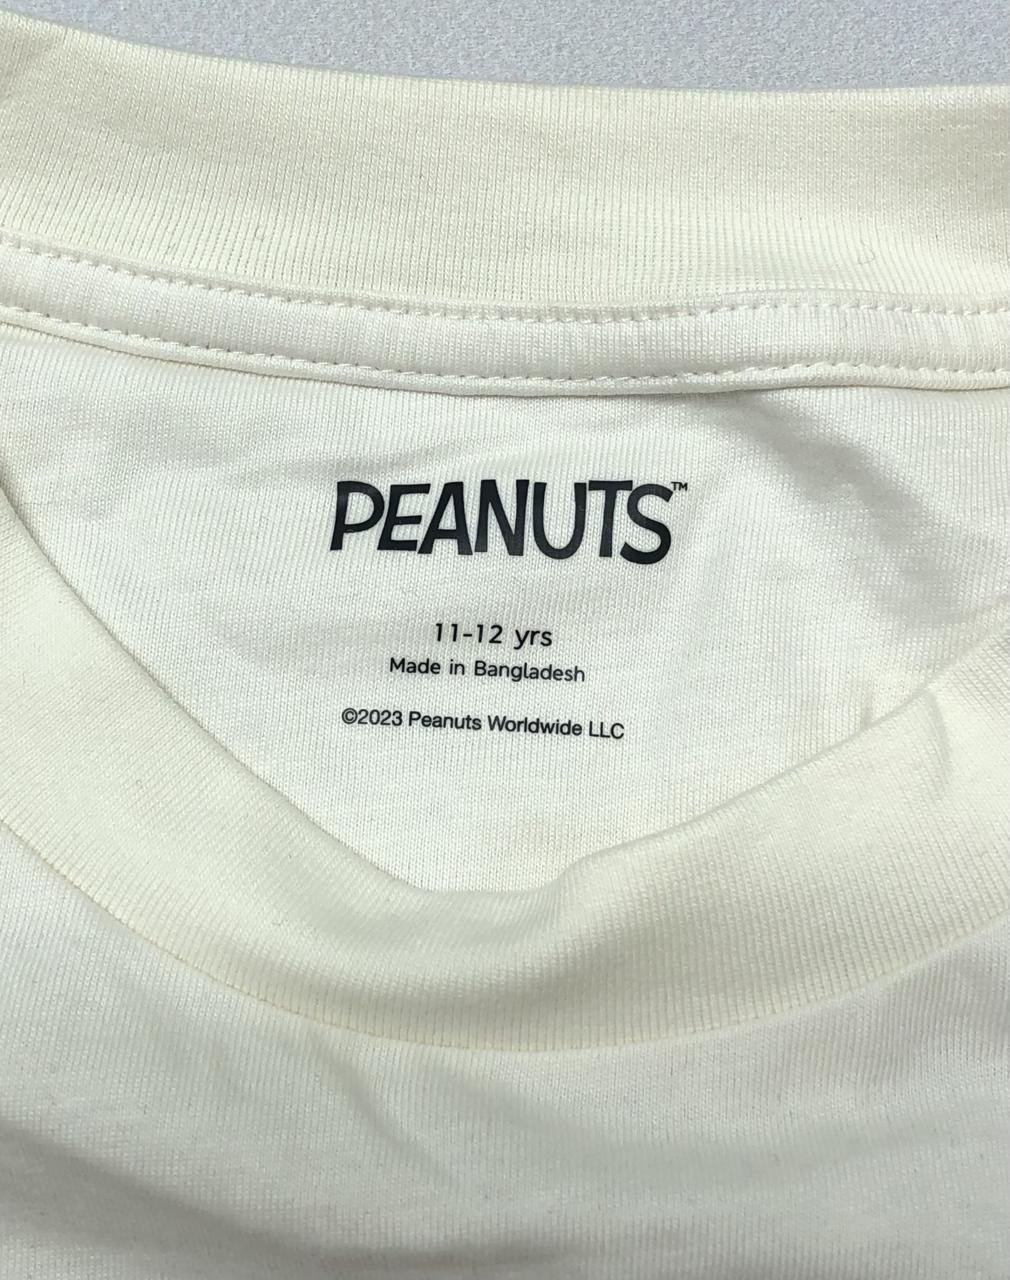 PEANUTS™
11-12 yrs
Made in Bangladesh
©2023 Peanuts Worldwide LLC